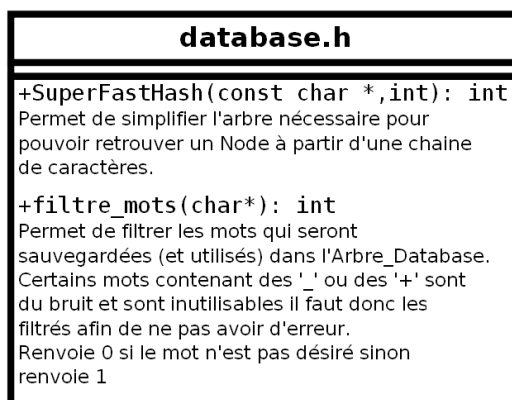 database.h
+SuperFastHash(const char *,int): int
Permet de simplifier l'arbre nécessaire pour
pouvoir retrouver un Node à partir d'une chaine
de caractères.
+filtre_mots(char*): int
Permet de filtrer les mots qui seront
sauvegardées (et utilisés) dans l'Arbre_Database.
Certains mots contenant des '_' ou des '+' sont
du bruit et sont inutilisables il faut donc les
filtrés afin de ne pas avoir d'erreur.
Renvoie 0 si le mot n'est pas désiré sinon
renvoie 1